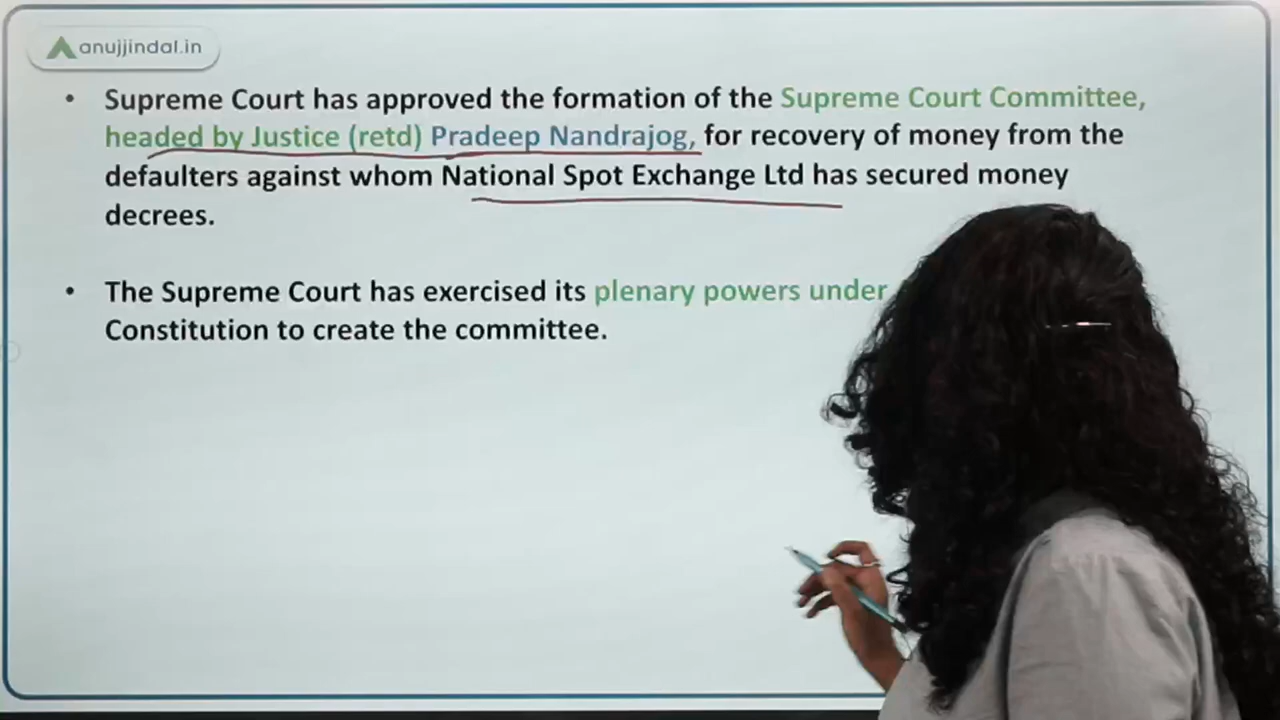 anujjindal.in
• Supreme Court has approved the formation of the Supreme Court Committee,
headed by Justice (retd) Pradeep Nandrajog, for recovery of money from the
defaulters against whom National Spot Exchange Ltd has secured money
decrees.
• The Supreme Court has exercised its plenary powers under
Constitution to create the committee.